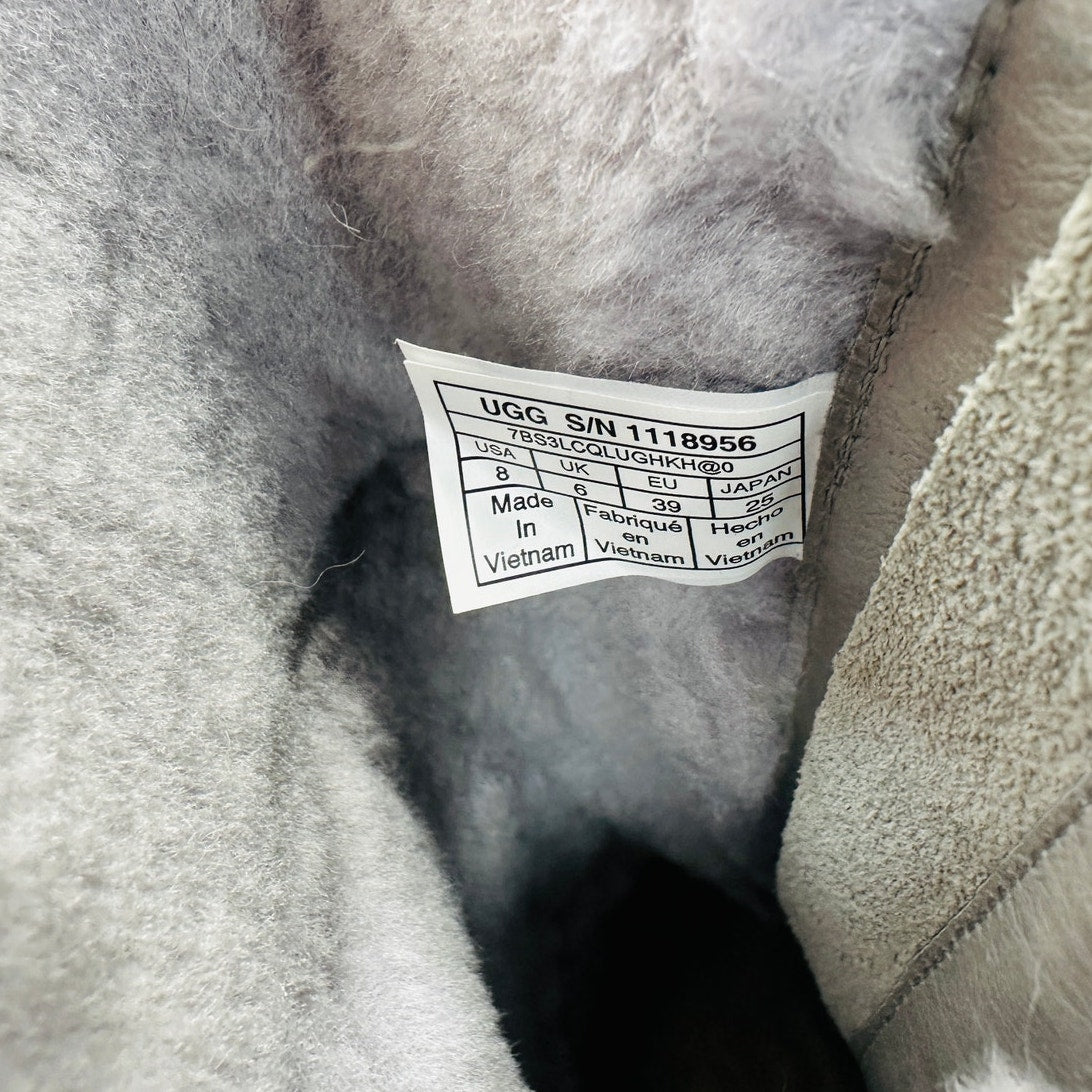 UGG S/N 1118956
7BS3LCQLUGHKH@0
USA UK EU JAPAN
8 6 39 25
Made In Vietnam
Fabriqué en Vietnam
Hecho en Vietnam